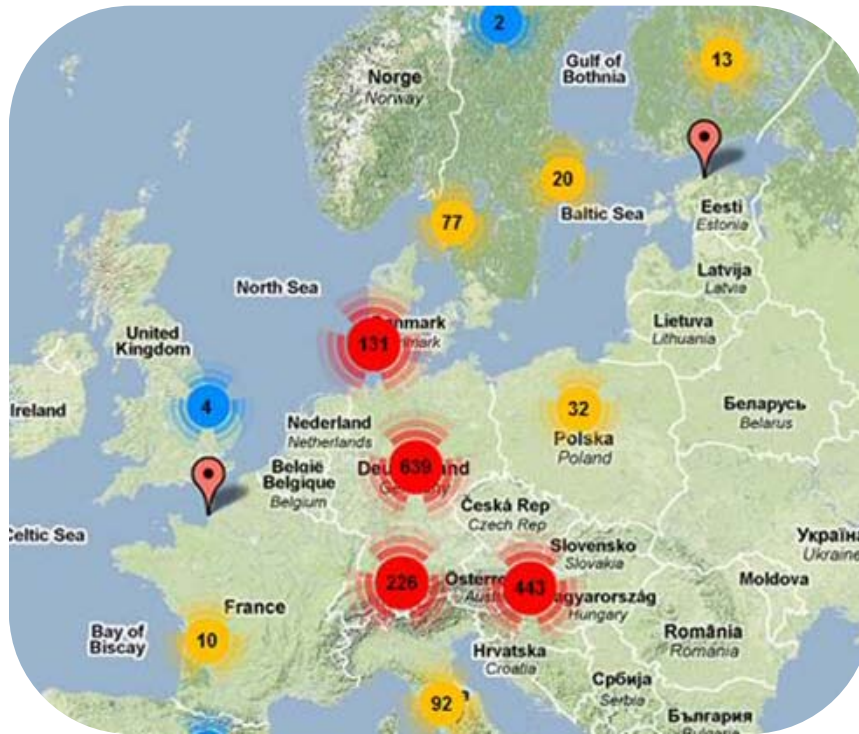 2
13
Gulf of
Bothnia
Norge
Norway
20
77
Baltic Sea
Eesti
Estonia
Latvija
Latvia
North Sea
Lietuva
Lithuania
United
Kingdom
131
4
Ireland
Nederland
Netherlands
32
Polska
Poland
Беларусь
Belarus
639
België
Belgique
Belgium
Česká Rep
Czech Rep
Celtic Sea
Slovensko
Slovakia
Україна
Ukraine
Moldova
226
443
France
Hungary
România
Romania
10
Bay of
Biscay
Hrvatska
Croatia
Србија
Serbia
92
България
Bulgaria